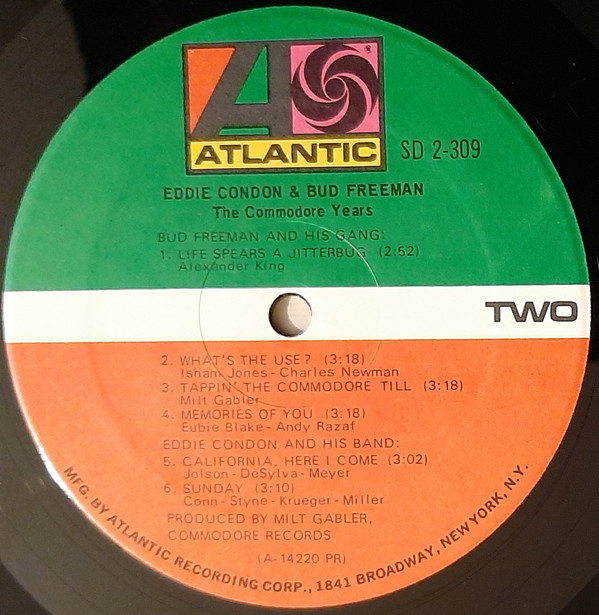 ATLANTIC
SD 2-309
EDDIE CONDON & BUD FREEMAN
The Commodore Years
BUD FREEMAN AND HIS GANG:
1. LIFE SPEARS A JITTERBUG (2:52)
Alexander King
TWO
2. WHAT'S THE USE? (3:18)
Isham Jones - Charles Newman
3. TAPPIN' THE COMMODORE TILL (3:18)
Milt Gabler
4. MEMORIES OF YOU (3:18)
Eubie Blake - Andy Razaf
EDDIE CONDON AND HIS BAND:
5. CALIFORNIA, HERE I COME (3:02)
Jolson - DeSylva - Meyer
6. SUNDAY (3:10)
Conn - Styne - Krueger - Miller
PRODUCED BY MILT GABLER,
COMMODORE RECORDS
(A-14220 PR)
MFG. BY ATLANTIC RECORDING CORP., 1841 BROADWAY, NEW YORK, N.Y.